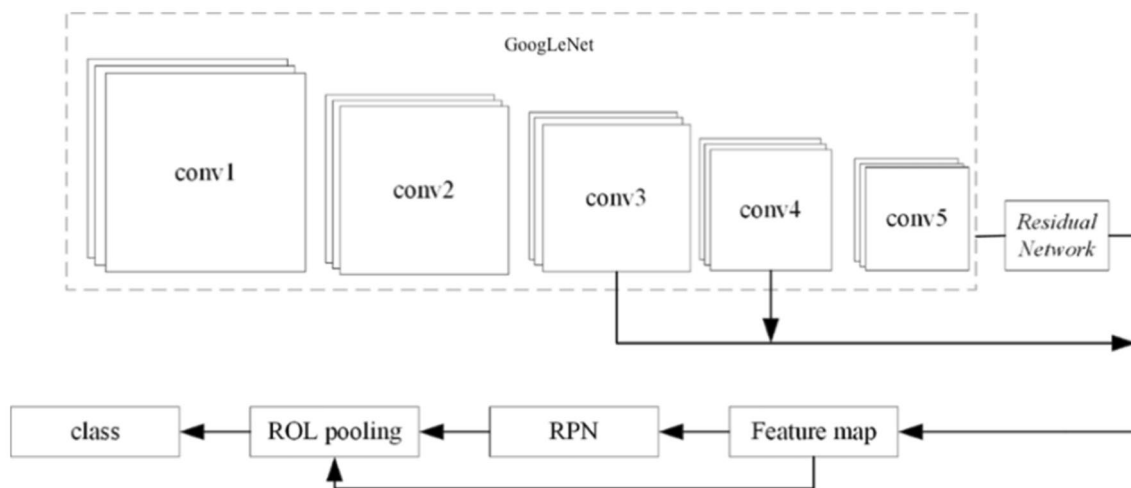 GoogLeNet
conv1
conv2
conv3
conv4
conv5
Residual
Network
class
ROL pooling
RPN
Feature map